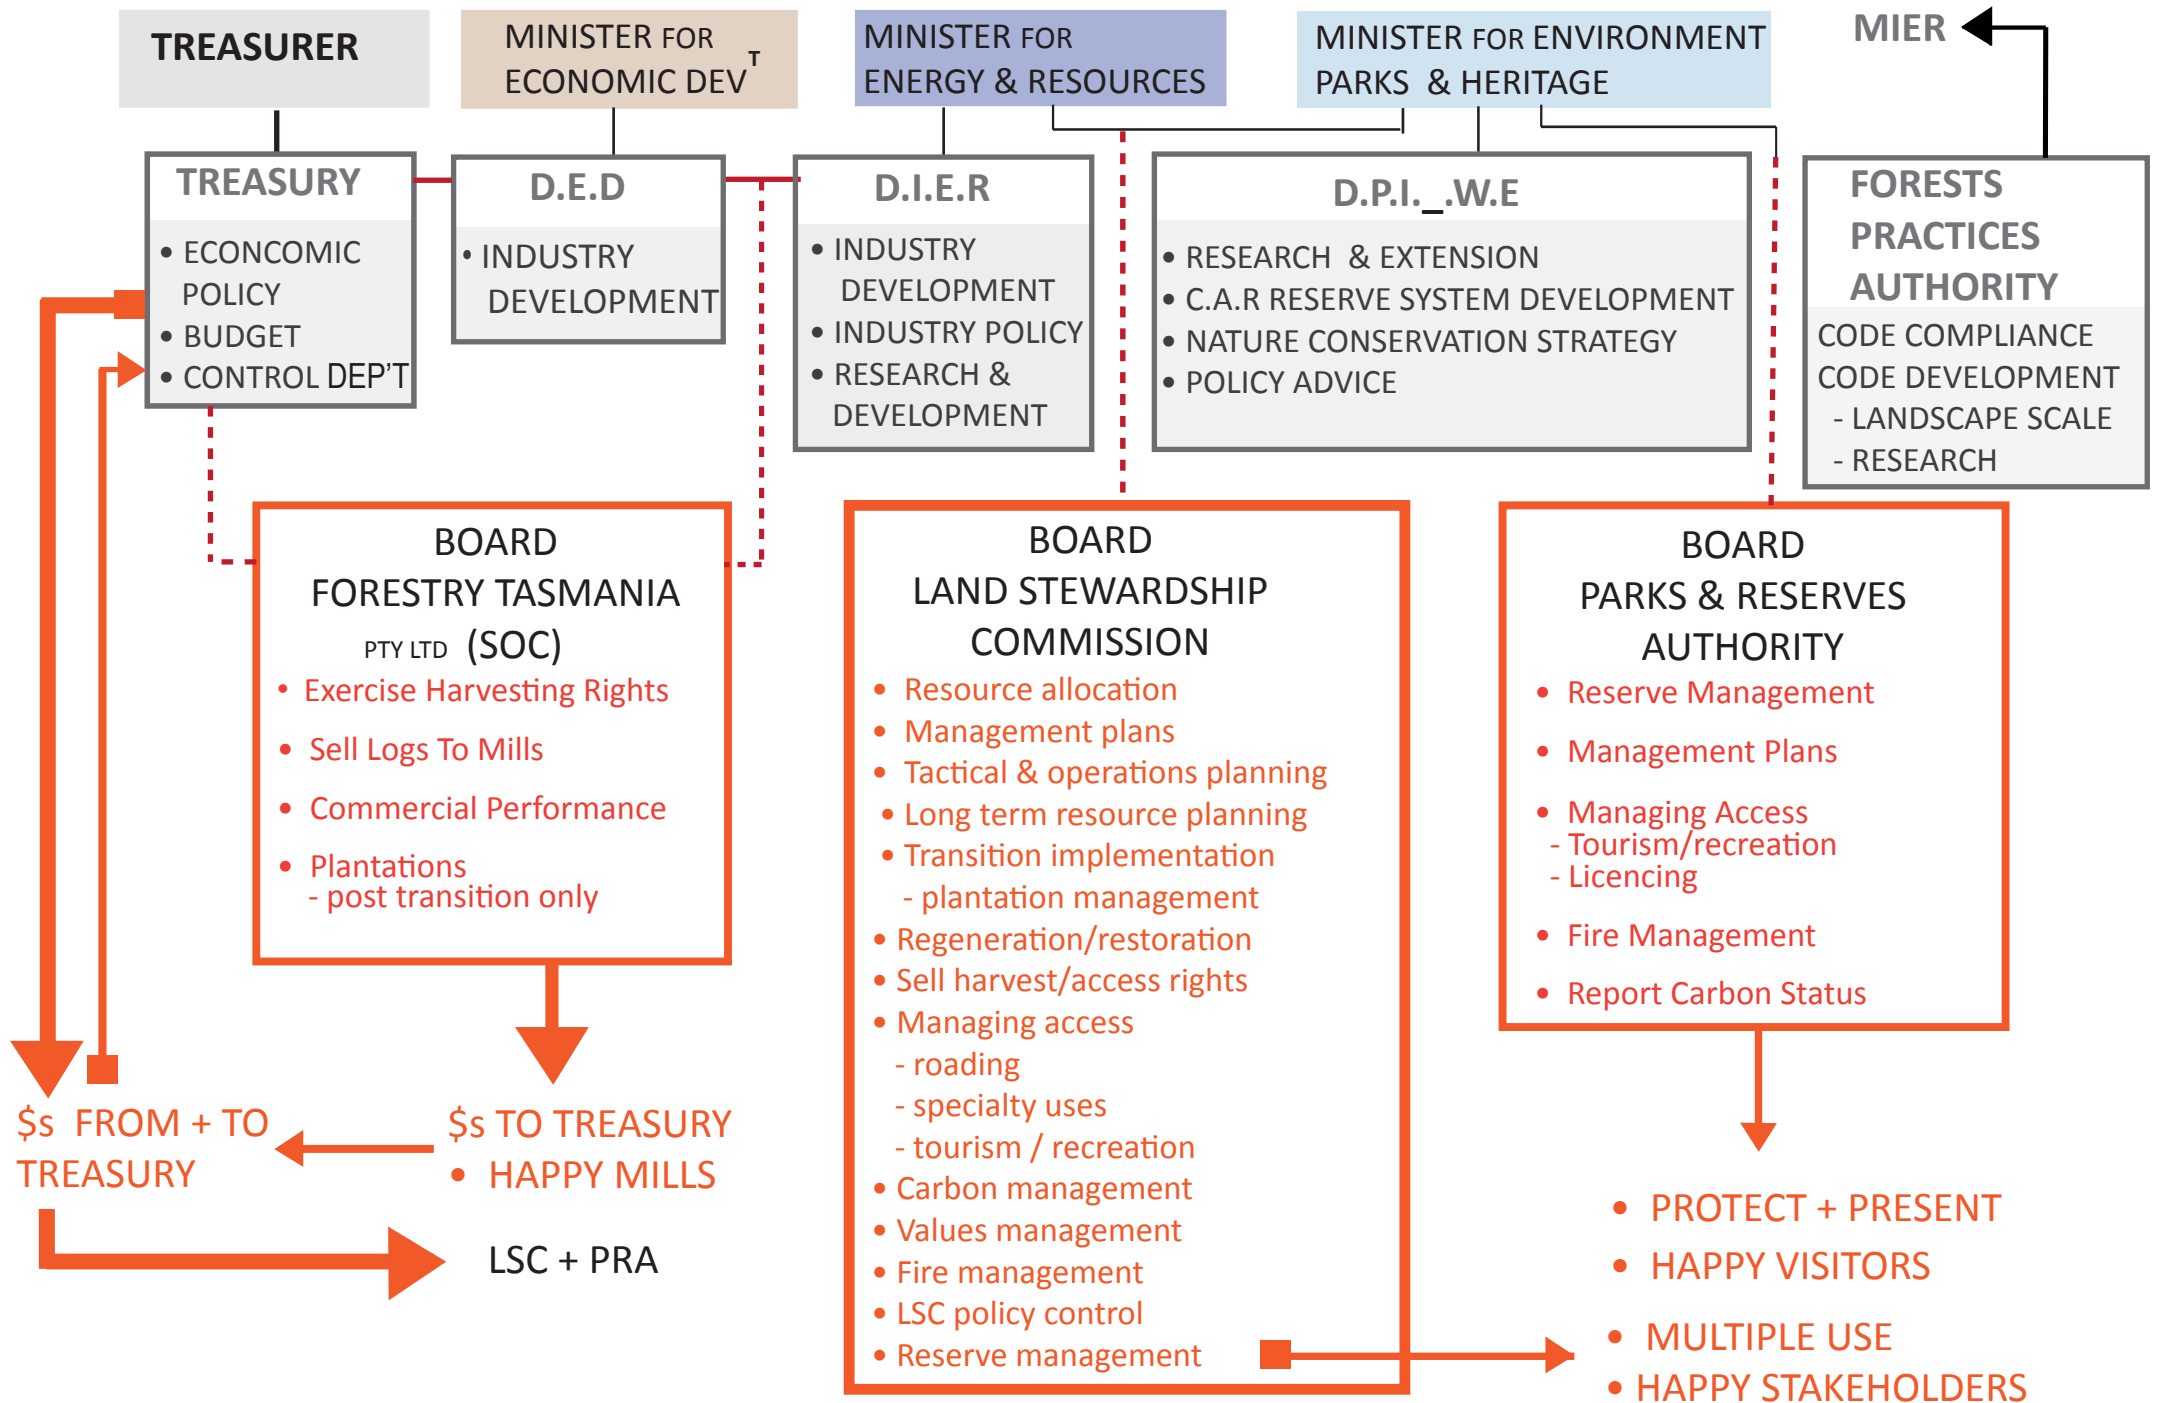 TREASURER
MINISTER FOR
ECONOMIC DEV T
MINISTER FOR
ENERGY & RESOURCES
MINISTER FOR ENVIRONMENT
PARKS & HERITAGE
MIER
TREASURY
• ECONCOMIC
POLICY
• BUDGET
• CONTROL DEP'T
D.E.D
• INDUSTRY
DEVELOPMENT
D.I.E.R
• INDUSTRY
DEVELOPMENT
• INDUSTRY POLICY
• RESEARCH &
DEVELOPMENT
D.P.I._.W.E
• RESEARCH & EXTENSION
• C.A.R RESERVE SYSTEM DEVELOPMENT
• NATURE CONSERVATION STRATEGY
• POLICY ADVICE
FORESTS
PRACTICES
AUTHORITY
CODE COMPLIANCE
CODE DEVELOPMENT
- LANDSCAPE SCALE
- RESEARCH
BOARD
FORESTRY TASMANIA
PTY LTD (SOC)
• Exercise Harvesting Rights
• Sell Logs To Mills
• Commercial Performance
• Plantations
- post transition only
BOARD
LAND STEWARDSHIP
COMMISSION
• Resource allocation
• Management plans
• Tactical & operations planning
• Long term resource planning
• Transition implementation
- plantation management
• Regeneration/restoration
• Sell harvest/access rights
• Managing access
- roading
- specialty uses
- tourism / recreation
• Carbon management
• Values management
• Fire management
• LSC policy control
• Reserve management
BOARD
PARKS & RESERVES
AUTHORITY
• Reserve Management
• Management Plans
• Managing Access
- Tourism/recreation
- Licencing
• Fire Management
• Report Carbon Status
$s FROM + TO
TREASURY
$s TO TREASURY
• HAPPY MILLS
LSC + PRA
• PROTECT + PRESENT
• HAPPY VISITORS
• MULTIPLE USE
• HAPPY STAKEHOLDERS